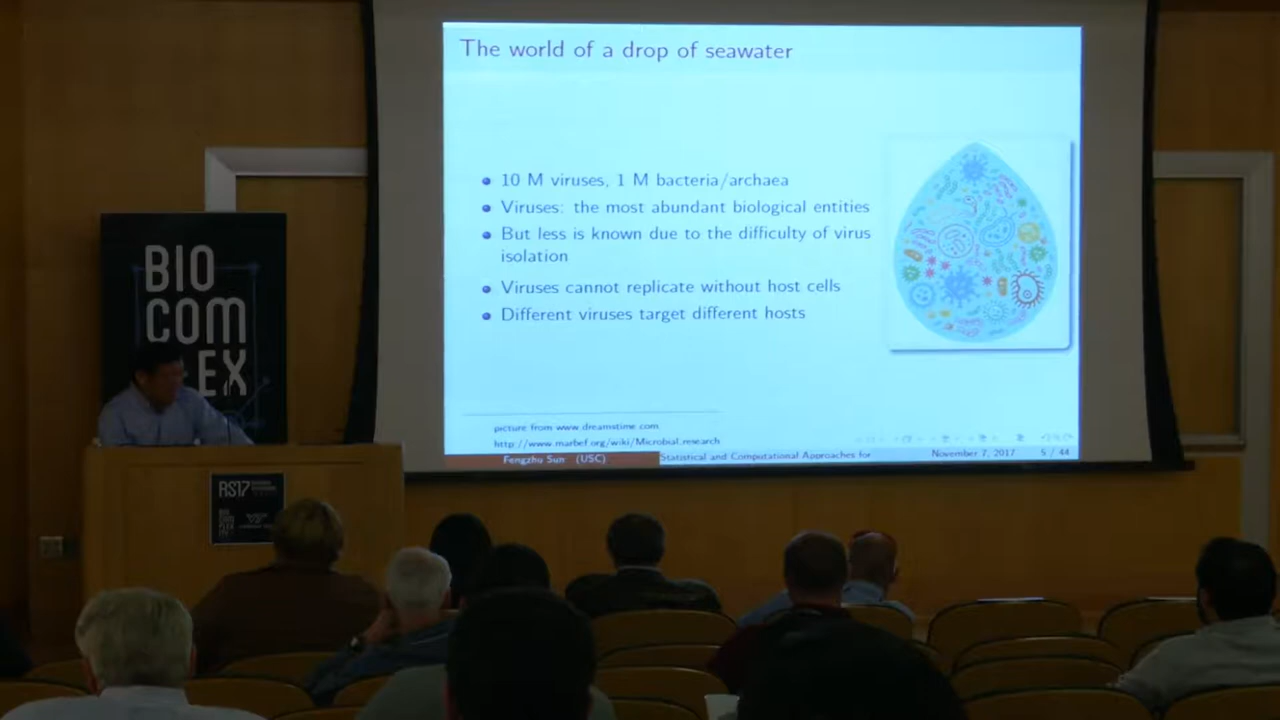 The world of a drop of seawater
10 M viruses, 1 M bacteria/archaea
Viruses: the most abundant biological entities
But less is known due to the difficulty of virus
isolation
Viruses cannot replicate without host cells
Different viruses target different hosts
picture from www.dreamstime.com
http://www.marbef.org/wiki/Microbial_research
Fengzhu Sun (USC)
Statistical and Computational Approaches for
November 7, 2017
5 / 44
BIO
COM
EX
RS17